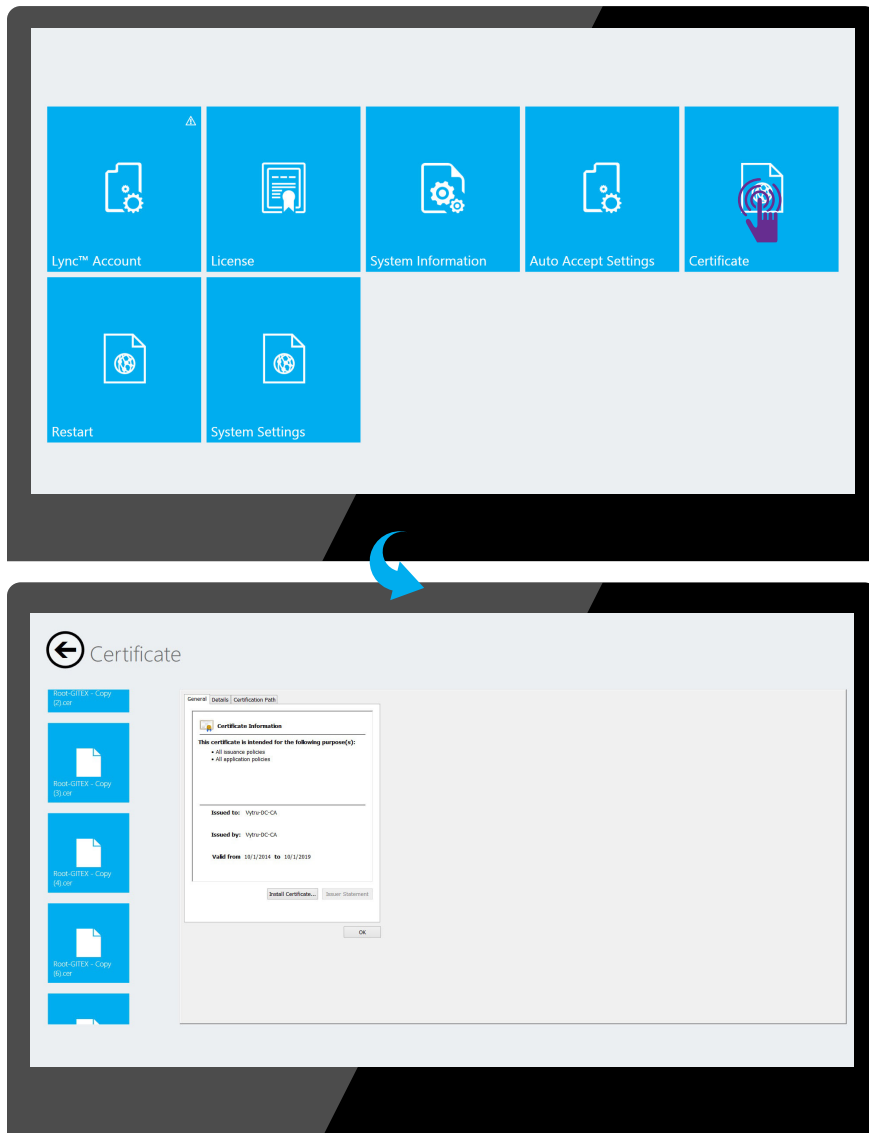 Lync™ Account
License
System Information
Auto Accept Settings
Certificate
Restart
System Settings
Certificate
Root-GITEX - Copy
(2).cer
Root-GITEX - Copy
(3).cer
Root-GITEX - Copy
(4).cer
Root-GITEX - Copy
(6).cer
General Details Certification Path
Certificate Information
This certificate is intended for the following purpose(s):
• All issuance policies
• All application policies
Issued to: Vytru-DC-CA
Issued by: Vytru-DC-CA
Valid from 10/1/2014 to 10/1/2019
Install Certificate... Issuer Statement
OK